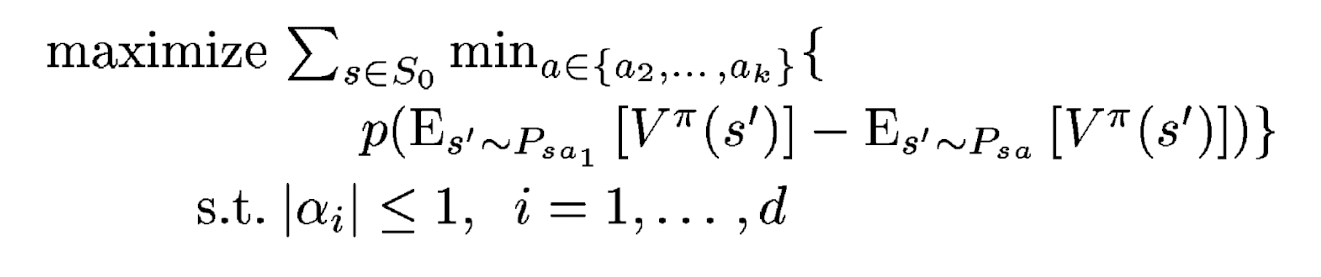 maximize ∑_{s∈S_0} min_{a∈{a_2,...,a_k}}{
p(E_{s′∼P_{sa_1}} [V^π(s′)] − E_{s′∼P_{sa}} [V^π(s′)])}
s.t. |α_i| ≤ 1, i = 1, . . . , d